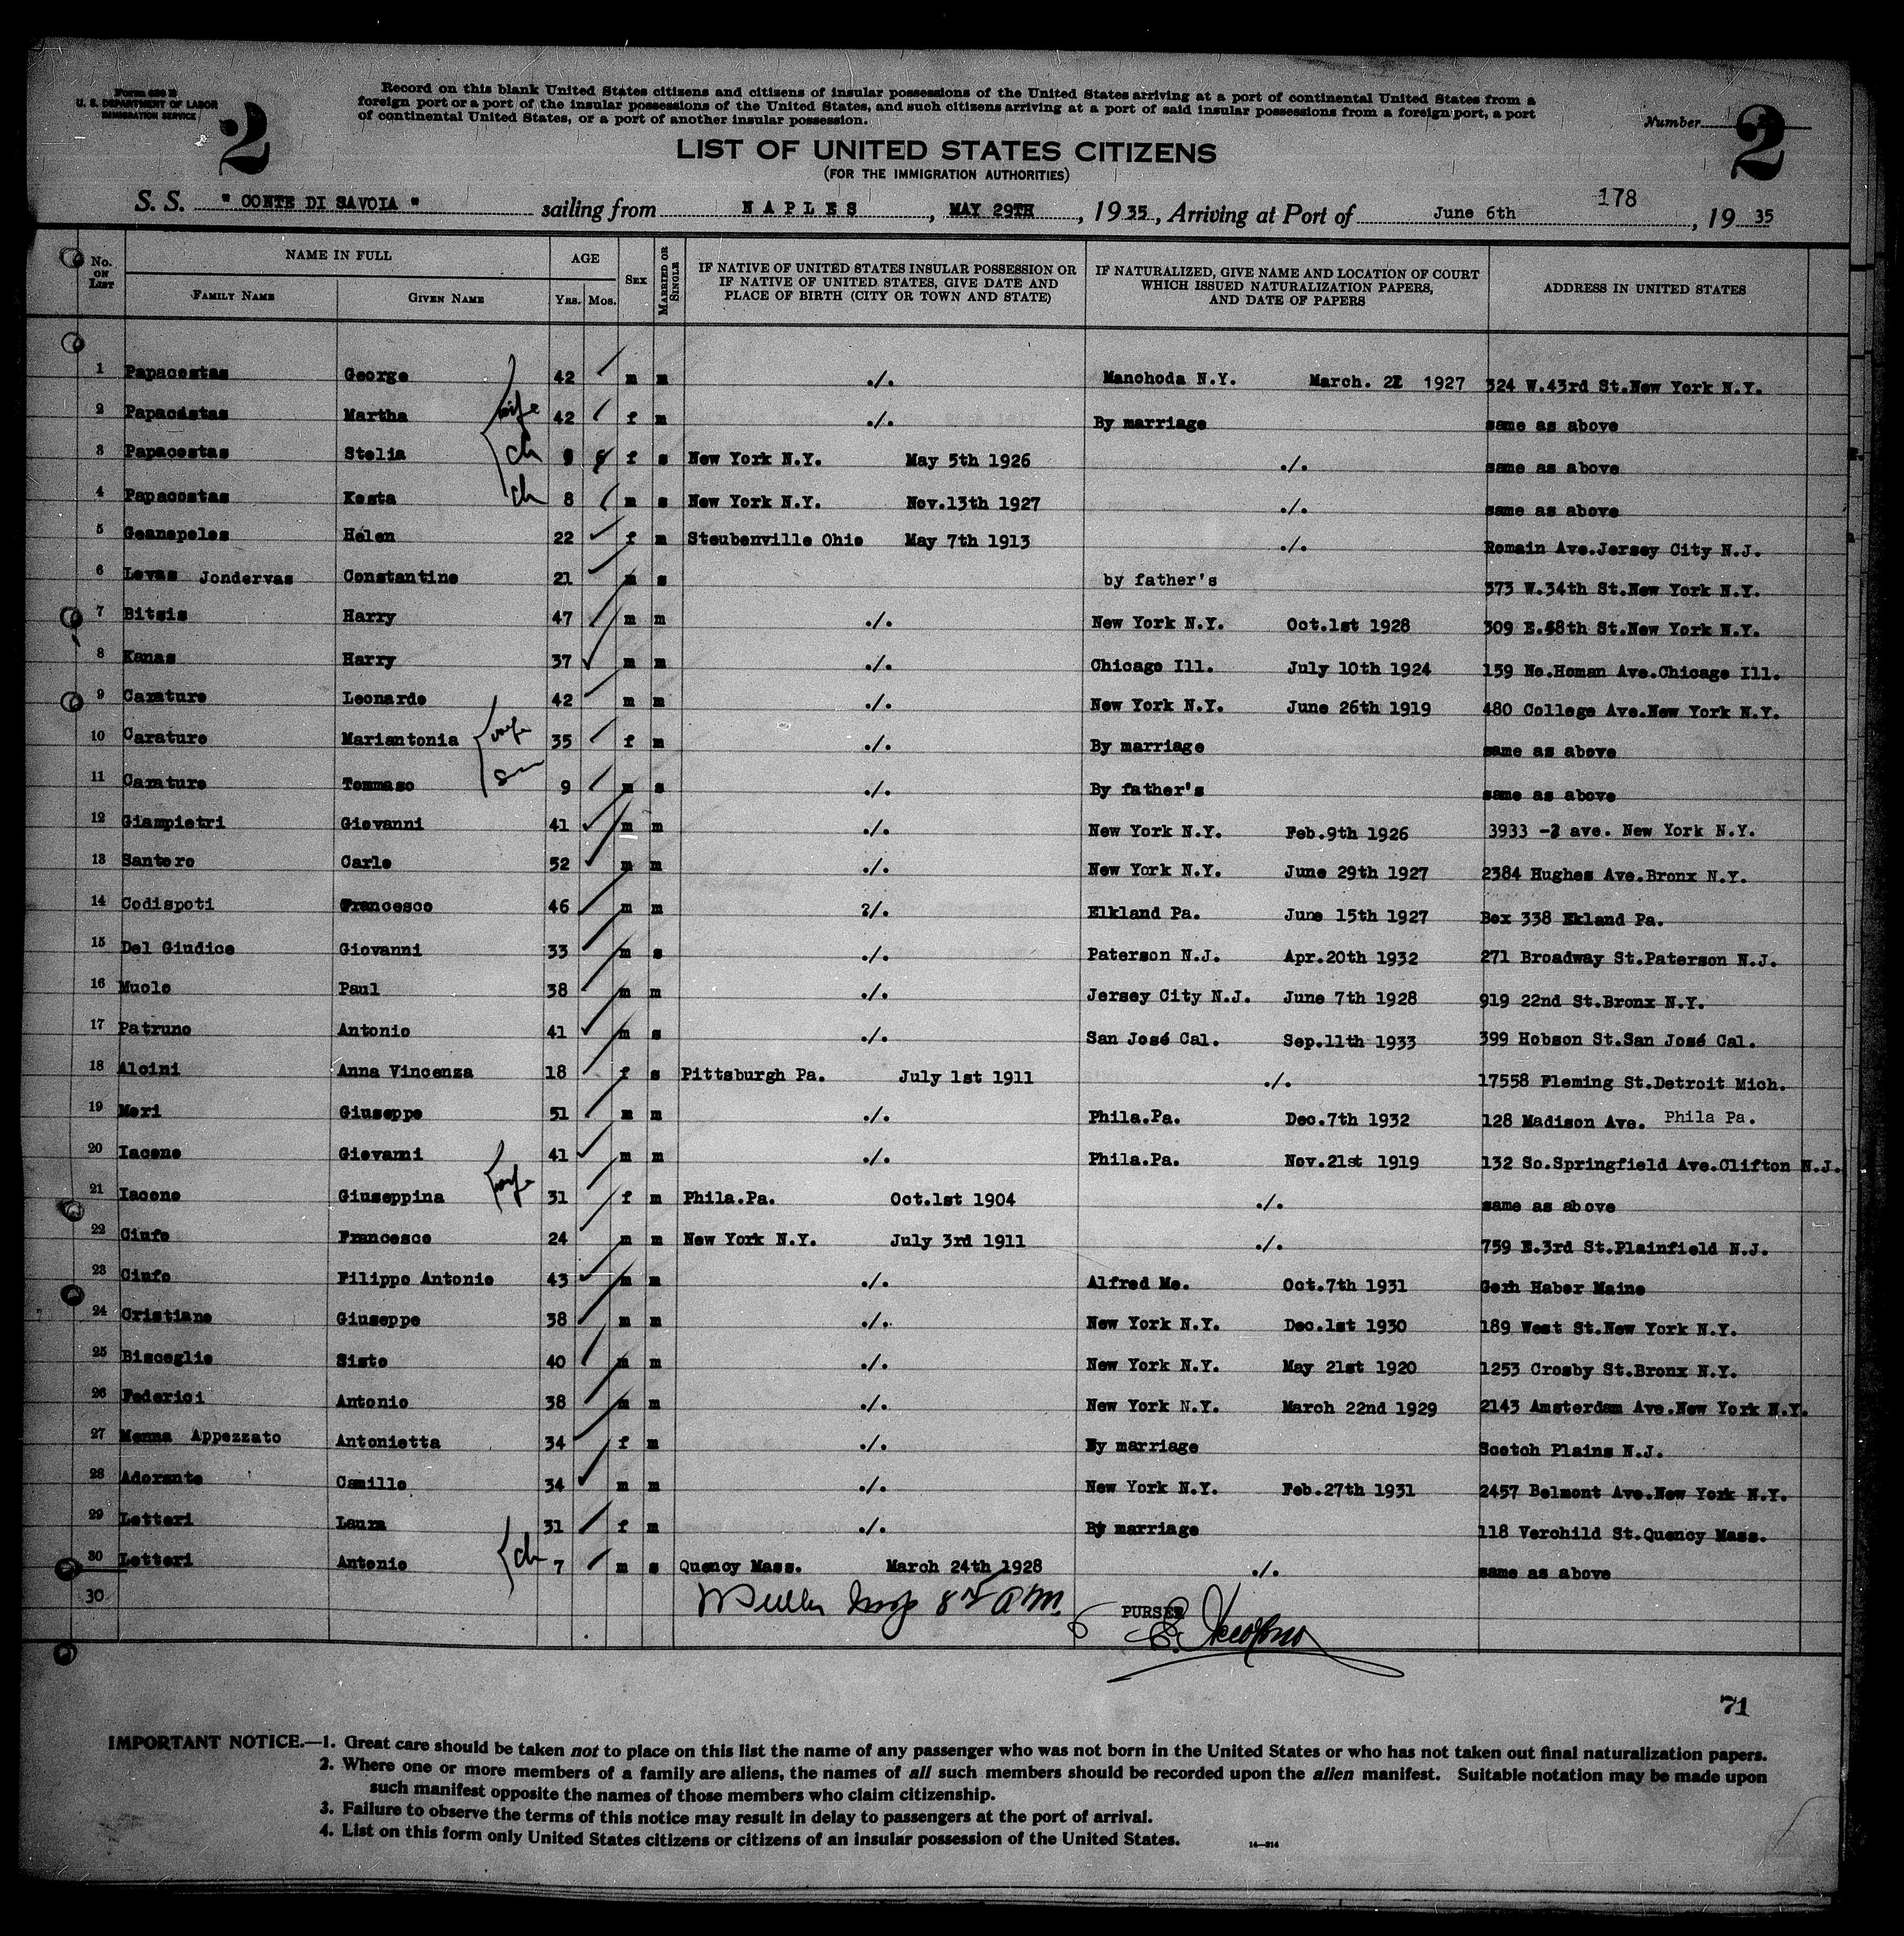 Form 630 B
U. S. DEPARTMENT OF LABOR
IMMIGRATION SERVICE
2
Record on this blank United States citizens and citizens of insular possessions of the United States arriving at a port of continental United States from a
foreign port or a port of the insular possessions of the United States, and such citizens arriving at a port of said insular possessions from a foreign port, a port
of continental United States, or a port of another insular possession.
Number 2
LIST OF UNITED STATES CITIZENS
(FOR THE IMMIGRATION AUTHORITIES)
178
S. S. " CONTE DI SAVOIA " sailing from NAPLES, MAY 29TH, 1935, Arriving at Port of June 6th, 19 35
No. ON LIST NAME IN FULL FAMILY NAME GIVEN NAME AGE YRS. MOS. SEX MARRIED OR SINGLE IF NATIVE OF UNITED STATES INSULAR POSSESSION OR IF NATIVE OF UNITED STATES, GIVE DATE AND PLACE OF BIRTH (CITY OR TOWN AND STATE) IF NATURALIZED, GIVE NAME AND LOCATION OF COURT WHICH ISSUED NATURALIZATION PAPERS, AND DATE OF PAPERS ADDRESS IN UNITED STATES
1 Papacostas George 42 m m ./. Manohoda N.Y. March. 22 1927 324 W.43rd St.New York N.Y.
2 Papacostas Martha wife 42 f m ./. By marriage same as above
3 Papacostas Stelia ch 9 f s New York N.Y. May 5th 1926 ./. same as above
4 Papacostas Kosta ch 8 m s New York N.Y. Nov.13th 1927 ./. same as above
5 Geanopolos Helen 22 f m Steubenville Ohio May 7th 1913 ./. Romain Ave.Jersey City N.J.
6 Levas Jondervas Constantine 21 m s by father's 373 W.34th St.New York N.Y.
7 Bitsis Harry 47 m m ./. New York N.Y. Oct.1st 1928 309 E.48th St.New York N.Y.
8 Kanas Harry 37 m m ./. Chicago Ill. July 10th 1924 159 No.Homan Ave.Chicago Ill.
9 Carature Leonardo 42 m m ./. New York N.Y. June 26th 1919 480 College Ave.New York N.Y.
10 Carature Mariantonia wife 35 f m ./. By marriage same as above
11 Carature Tommaso son 9 m s ./. By father's same as above
12 Giampietri Giovanni 41 m m ./. New York N.Y. Feb.9th 1926 3933 -2 ave. New York N.Y.
13 Santoro Carlo 52 m m ./. New York N.Y. June 29th 1927 2384 Hughes Ave.Bronx N.Y.
14 Codispoti Francesco 46 m m ?/. Elkland Pa. June 15th 1927 Box 338 Ekland Pa.
15 Del Giudice Giovanni 33 m s ./. Paterson N.J. Apr.20th 1932 271 Broadway St.Paterson N.J.
16 Muolo Paul 38 m m ./. Jersey City N.J. June 7th 1928 919 22nd St.Bronx N.Y.
17 Patruno Antonio 41 m s ./. San José Cal. Sep.11th 1933 399 Hobson St.San José Cal.
18 Alcini Anna Vincenza 18 f s Pittsburgh Pa. July 1st 1911 ./. 17558 Fleming St.Detroit Mich.
19 Meri Giuseppe 51 m m ./. Phila.Pa. Dec.7th 1932 128 Madison Ave. Phila Pa.
20 Iacono Giovanni 41 m m ./. Phila.Pa. Nov.21st 1919 132 So.Springfield Ave.Clifton N.J.
21 Iacono Giuseppina wife 31 f m Phila.Pa. Oct.1st 1904 ./. same as above
22 Ciufo Francesco 24 m m New York N.Y. July 3rd 1911 ./. 759 E.3rd St.Plainfield N.J.
23 Ciufo Filippo Antonio 43 m m ./. Alfred Me. Oct.7th 1931 Gerh Haber Maine
24 Cristiano Giuseppe 38 m m ./. New York N.Y. Dec.1st 1930 189 West St.New York N.Y.
25 Bisceglie Sisto 40 m m ./. New York N.Y. May 21st 1920 1253 Crosby St.Bronx N.Y.
26 Federici Antonio 38 m m ./. New York N.Y. March 22nd 1929 2143 Amsterdam Ave.New York N.Y.
27 Menna Appezzato Antonietta 34 f m ./. By marriage Scotch Plains N.J.
28 Adorante Camillo 34 m m ./. New York N.Y. Feb.27th 1931 2457 Belmont Ave.New York N.Y.
29 Letteri Laura 31 f m ./. By marriage 118 Verchild St.Quency Mass.
30 Letteri Antonio ch 7 m s Quency Mass. March 24th 1928 ./. same as above
30
PURSER
71
IMPORTANT NOTICE.—1. Great care should be taken not to place on this list the name of any passenger who was not born in the United States or who has not taken out final naturalization papers.
2. Where one or more members of a family are aliens, the names of all such members should be recorded upon the alien manifest. Suitable notation may be made upon
such manifest opposite the names of those members who claim citizenship.
3. Failure to observe the terms of this notice may result in delay to passengers at the port of arrival.
4. List on this form only United States citizens or citizens of an insular possession of the United States.
14—814